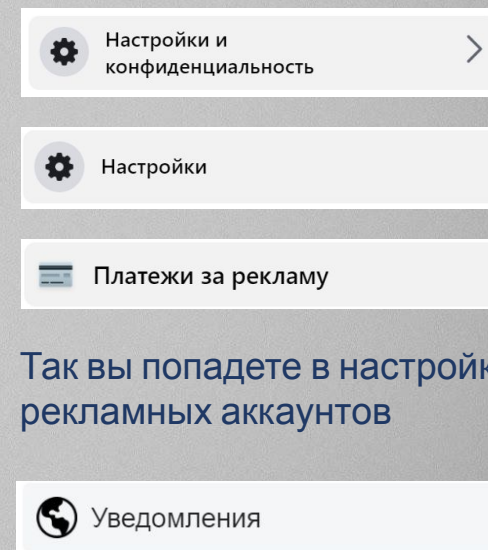 Настройки и
конфиденциальность
Настройки
Платежи за рекламу
Так вы попадете в настройк
рекламных аккаунтов
Уведомления